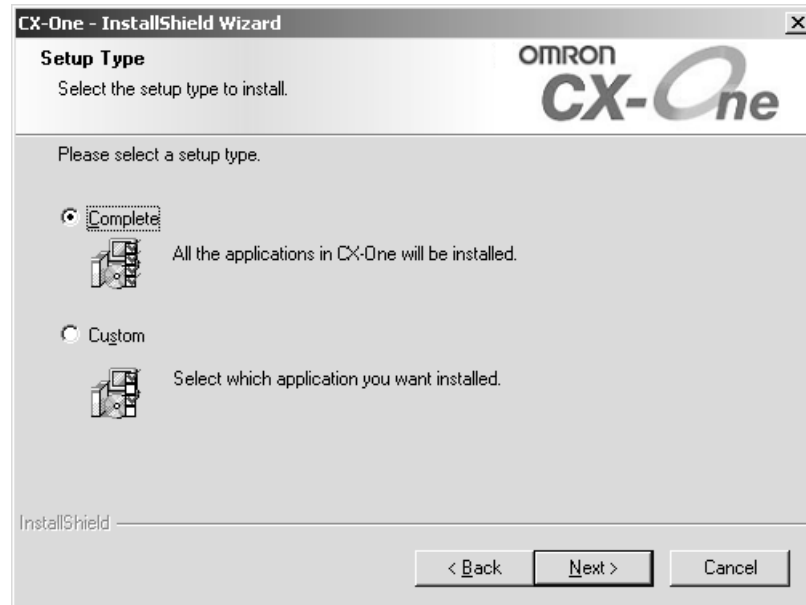 CX-One - InstallShield Wizard
Setup Type
Select the setup type to install.
OMRON
CX-One
Please select a setup type.
Complete
All the applications in CX-One will be installed.
Custom
Select which application you want installed.
InstallShield
< Back Next > Cancel